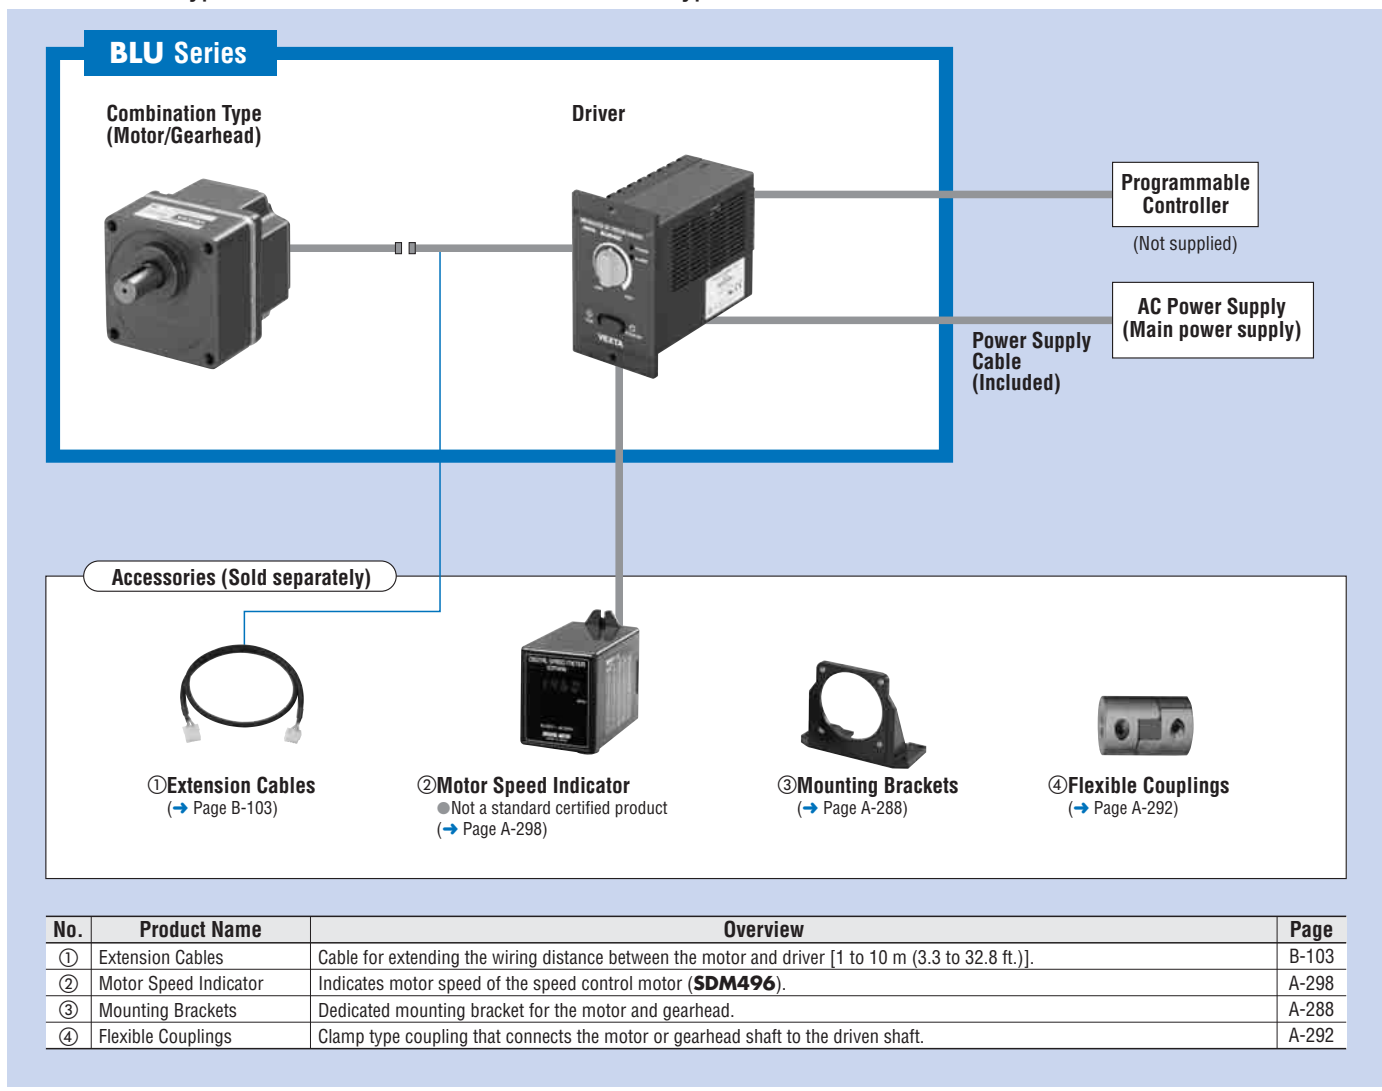 BLU Series
Combination Type
(Motor/Gearhead)
Driver
Programmable
Controller
(Not supplied)
AC Power Supply
(Main power supply)
Power Supply
Cable
(Included)
VEXTA
Accessories (Sold separately)
DIGITAL SPEED METER
①Extension Cables
(➜ Page B-103)
②Motor Speed Indicator
●Not a standard certified product
(➜ Page A-298)
③Mounting Brackets
(➜ Page A-288)
④Flexible Couplings
(➜ Page A-292)
No. Product Name Overview Page
① Extension Cables Cable for extending the wiring distance between the motor and driver [1 to 10 m (3.3 to 32.8 ft.)]. B-103
② Motor Speed Indicator Indicates motor speed of the speed control motor (SDM496). A-298
③ Mounting Brackets Dedicated mounting bracket for the motor and gearhead. A-288
④ Flexible Couplings Clamp type coupling that connects the motor or gearhead shaft to the driven shaft. A-292